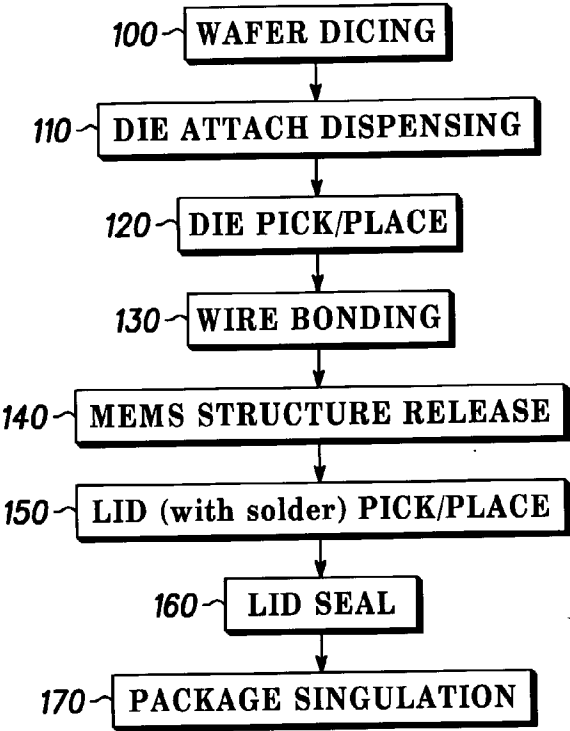 100 WAFER DICING
110 DIE ATTACH DISPENSING
120 DIE PICK/PLACE
130 WIRE BONDING
140 MEMS STRUCTURE RELEASE
150 LID (with solder) PICK/PLACE
160 LID SEAL
170 PACKAGE SINGULATION